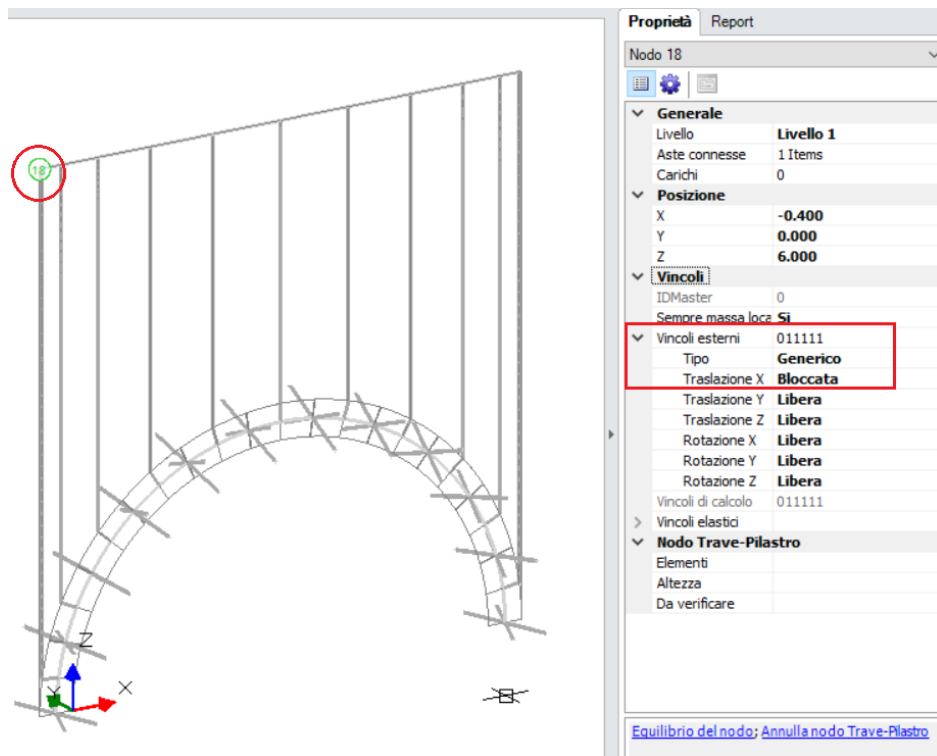 Proprietà Report
Nodo 18
Generale
Livello Livello 1
Aste connesse 1 Items
Carichi 0
Posizione
X -0.400
Y 0.000
Z 6.000
Vincoli
IDMaster 0
Sempre massa loca Sì
Vincoli esterni 011111
Tipo Generico
Traslazione X Bloccata
Traslazione Y Libera
Traslazione Z Libera
Rotazione X Libera
Rotazione Y Libera
Rotazione Z Libera
Vincoli di calcolo 011111
Vincoli elastici
Nodo Trave-Pilastro
Elementi
Altezza
Da verificare
Equilibrio del nodo; Annulla nodo Trave-Pilastro
18
Z
Y
X